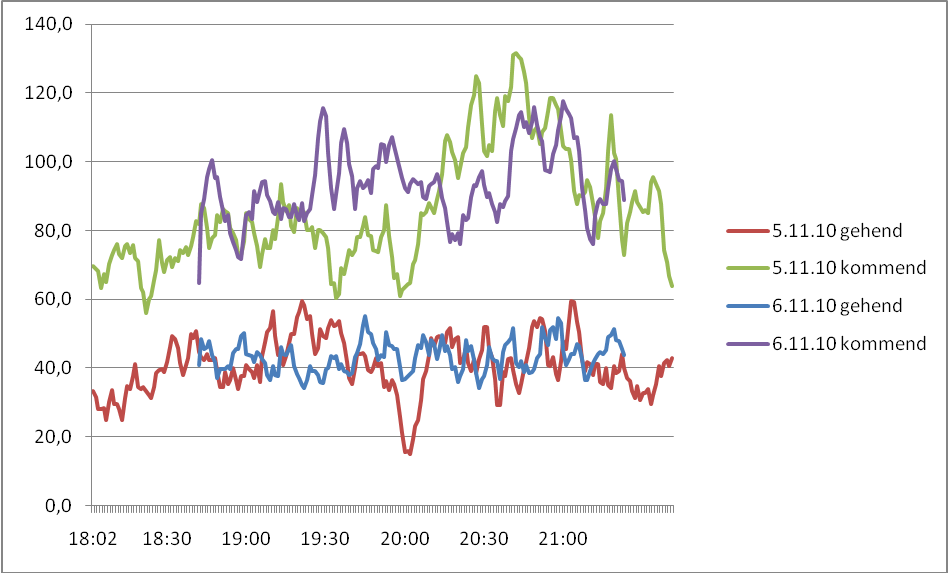 140,0
120,0
100,0
80,0
60,0
40,0
20,0
0,0
18:02 18:30 19:00 19:30 20:00 20:30 21:00
5.11.10 gehend
5.11.10 kommend
6.11.10 gehend
6.11.10 kommend